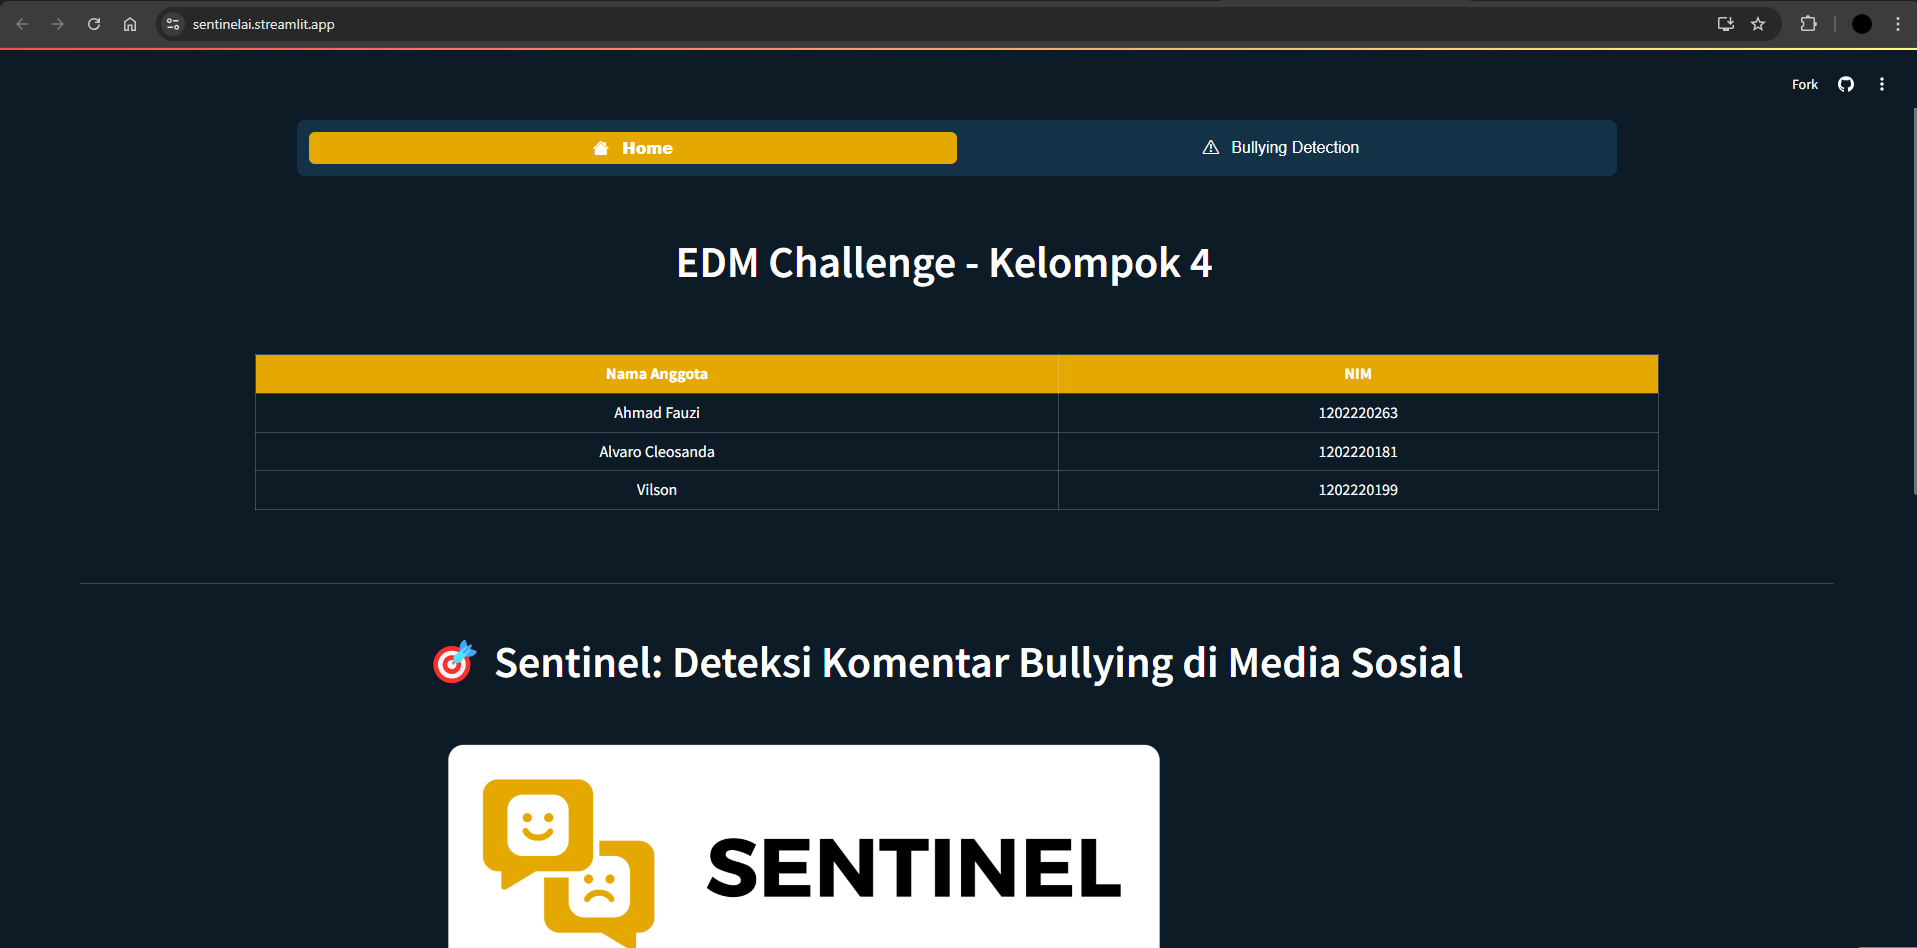 sentinelai.streamlit.app
Fork
Home
Bullying Detection
EDM Challenge - Kelompok 4
Nama Anggota NIM
Ahmad Fauzi 1202220263
Alvaro Cleosanda 1202220181
Vilson 1202220199
Sentinel: Deteksi Komentar Bullying di Media Sosial
SENTINEL